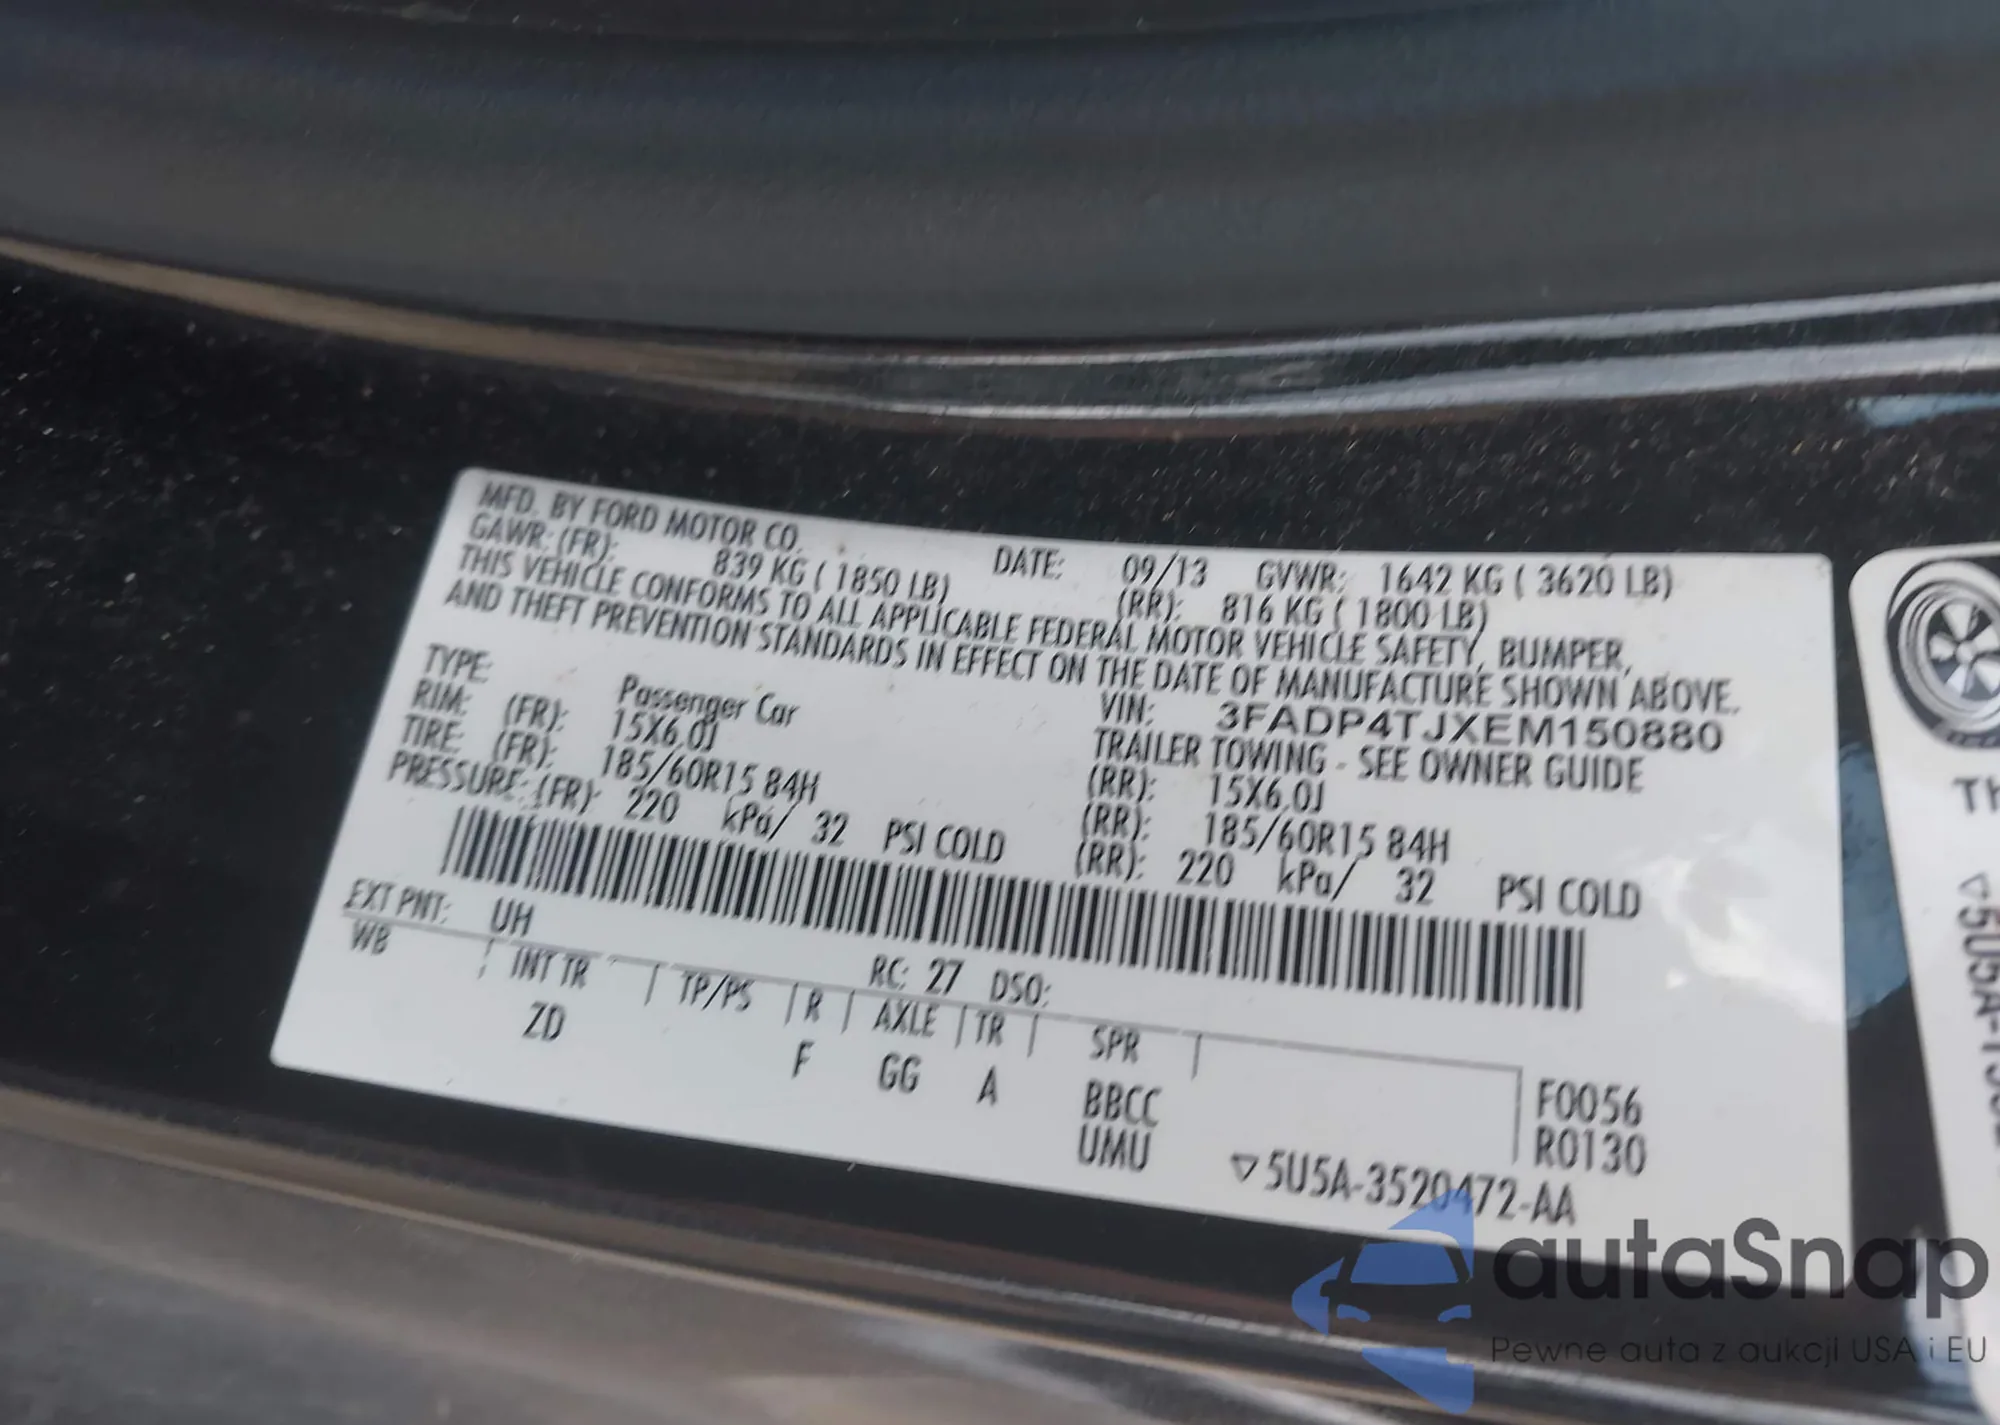 MFD. BY FORD MOTOR CO.
DATE: 09/13 GVWR: 1642 KG ( 3620 LB)
GAWR: (FR): 839 KG ( 1850 LB) (RR): 816 KG ( 1800 LB)
THIS VEHICLE CONFORMS TO ALL APPLICABLE FEDERAL MOTOR VEHICLE SAFETY, BUMPER,
AND THEFT PREVENTION STANDARDS IN EFFECT ON THE DATE OF MANUFACTURE SHOWN ABOVE.
VIN: 3FADP4TJXEM150880
TYPE: Passenger Car TRAILER TOWING - SEE OWNER GUIDE
RIM: (FR): 15X6.0J (RR): 15X6.0J
TIRE: (FR): 185/60R15 84H (RR): 185/60R15 84H
PRESSURE: (FR): 220 kPa/ 32 PSI COLD (RR): 220 kPa/ 32 PSI COLD
EXT PNT: UH RC: 27 DSO:
WB INT TR TP/PS R AXLE TR SPR
ZD F GG A BBCC
UMU
F0056
R0130
▽5U5A-3520472-AA
autaSnap
Pewne auta z aukcji USA i EU